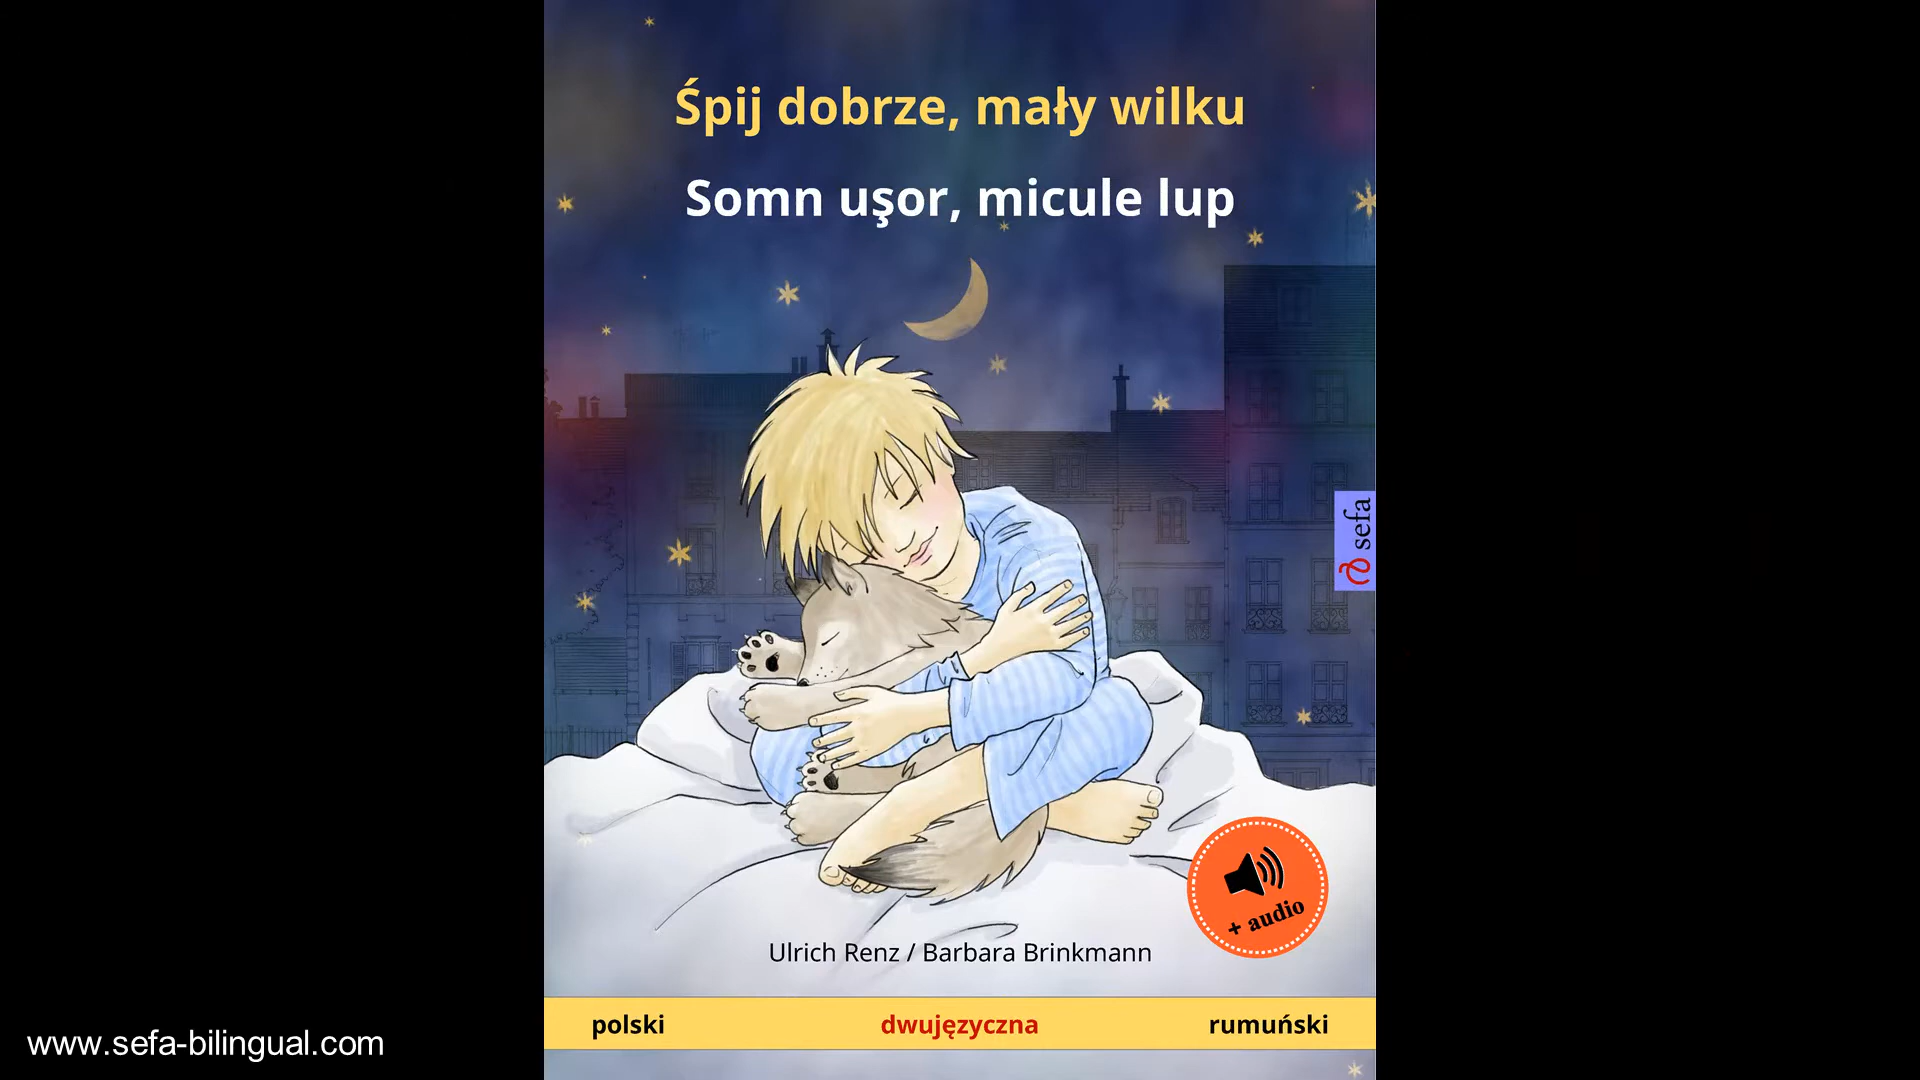 Śpij dobrze, mały wilku
Somn uşor, micule lup
sefa
+ audio
Ulrich Renz / Barbara Brinkmann
polski dwujęzyczna rumuński
www.sefa-bilingual.com